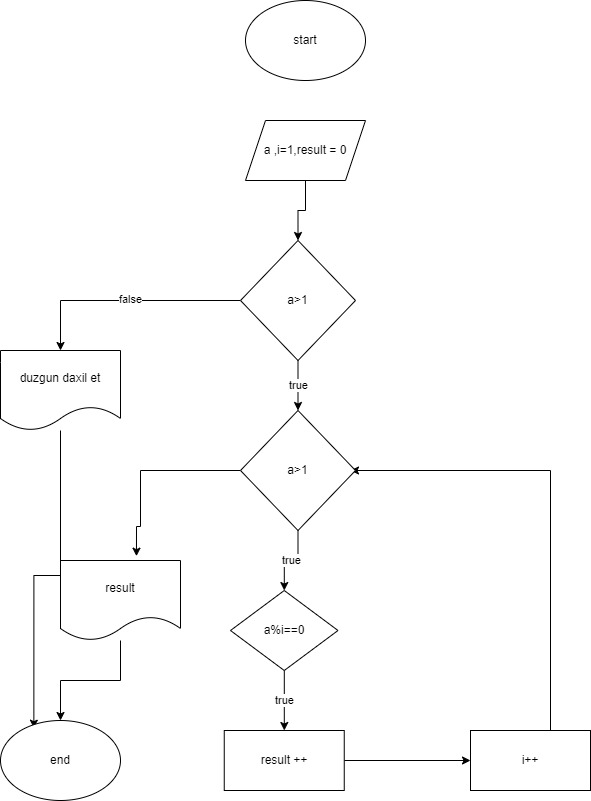 start
a ,i=1,result = 0
a>1
false
duzgun daxil et
true
a>1
true
result
a%i==0
true
end
result ++
i++